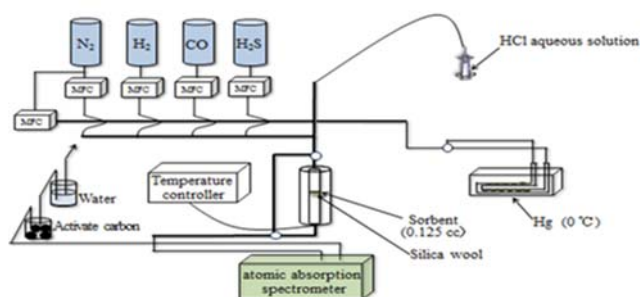 N₂
H₂
CO
H₂S
MFC
MFC
MFC
MFC
MFC
HCl aqueous solution
Water
Activate carbon
Temperature
controller
Sorbent
(0.125 cc)
Silica wool
Hg (0 ℃)
atomic absorption
spectrometer